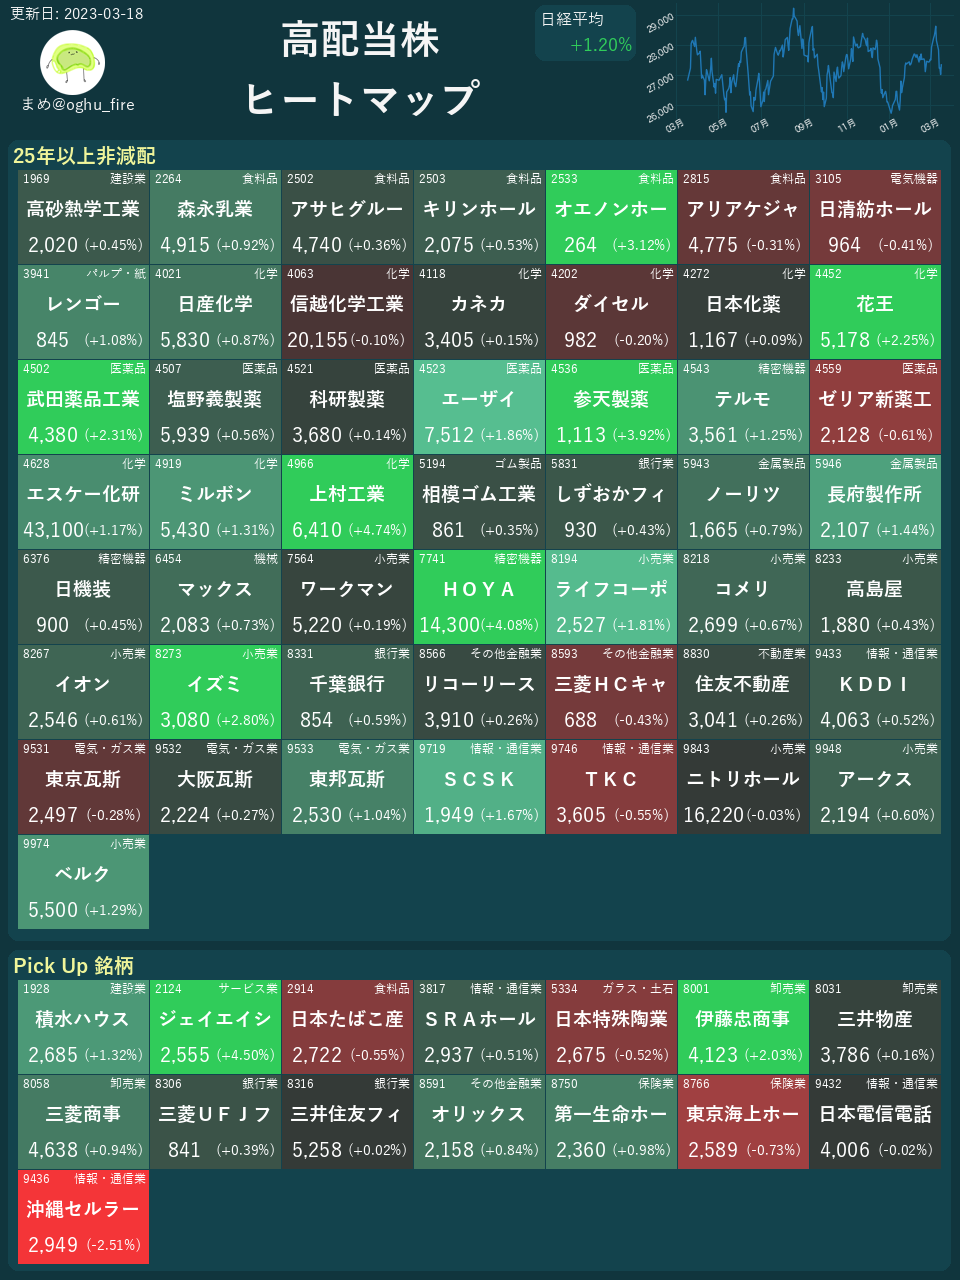 更新日: 2023-03-18
まめ@oghu_fire
高配当株
ヒートマップ
日経平均
+1.20%
29,000
28,000
27,000
26,000
03月 05月 07月 09月 11月 01月 03月
25年以上非減配
1969 建設業 2264 食料品 2502 食料品 2503 食料品 2533 食料品 2815 食料品 3105 電気機器
高砂熱学工業 森永乳業 アサヒグルー キリンホール オエノンホー アリアケジャ 日清紡ホール
2,020 (+0.45%) 4,915 (+0.92%) 4,740 (+0.36%) 2,075 (+0.53%) 264 (+3.12%) 4,775 (-0.31%) 964 (-0.41%)
3941 パルプ・紙 4021 化学 4063 化学 4118 化学 4202 化学 4272 化学 4452 化学
レンゴー 日産化学 信越化学工業 カネカ ダイセル 日本化薬 花王
845 (+1.08%) 5,830 (+0.87%) 20,155(-0.10%) 3,405 (+0.15%) 982 (-0.20%) 1,167 (+0.09%) 5,178 (+2.25%)
4502 医薬品 4507 医薬品 4521 医薬品 4523 医薬品 4536 医薬品 4543 精密機器 4559 医薬品
武田薬品工業 塩野義製薬 科研製薬 エーザイ 参天製薬 テルモ ゼリア新薬工
4,380 (+2.31%) 5,939 (+0.56%) 3,680 (+0.14%) 7,512 (+1.86%) 1,113 (+3.92%) 3,561 (+1.25%) 2,128 (-0.61%)
4628 化学 4919 化学 4966 化学 5194 ゴム製品 5831 銀行業 5943 金属製品 5946 金属製品
エスケー化研 ミルボン 上村工業 相模ゴム工業 しずおかフィ ノーリツ 長府製作所
43,100(+1.17%) 5,430 (+1.31%) 6,410 (+4.74%) 861 (+0.35%) 930 (+0.43%) 1,665 (+0.79%) 2,107 (+1.44%)
6376 精密機器 6454 機械 7564 小売業 7741 精密機器 8194 小売業 8218 小売業 8233 小売業
日機装 マックス ワークマン ＨＯＹＡ ライフコーポ コメリ 高島屋
900 (+0.45%) 2,083 (+0.73%) 5,220 (+0.19%) 14,300(+4.08%) 2,527 (+1.81%) 2,699 (+0.67%) 1,880 (+0.43%)
8267 小売業 8273 小売業 8331 銀行業 8566 その他金融業 8593 その他金融業 8830 不動産業 9433 情報・通信業
イオン イズミ 千葉銀行 リコーリース 三菱ＨＣキャ 住友不動産 ＫＤＤＩ
2,546 (+0.61%) 3,080 (+2.80%) 854 (+0.59%) 3,910 (+0.26%) 688 (-0.43%) 3,041 (+0.26%) 4,063 (+0.52%)
9531 電気・ガス業 9532 電気・ガス業 9533 電気・ガス業 9719 情報・通信業 9746 情報・通信業 9843 小売業 9948 小売業
東京瓦斯 大阪瓦斯 東邦瓦斯 ＳＣＳＫ ＴＫＣ ニトリホール アークス
2,497 (-0.28%) 2,224 (+0.27%) 2,530 (+1.04%) 1,949 (+1.67%) 3,605 (-0.55%) 16,220(-0.03%) 2,194 (+0.60%)
9974 小売業
ベルク
5,500 (+1.29%)
Pick Up 銘柄
1928 建設業 2124 サービス業 2914 食料品 3817 情報・通信業 5334 ガラス・土石 8001 卸売業 8031 卸売業
積水ハウス ジェイエイシ 日本たばこ産 ＳＲＡホール 日本特殊陶業 伊藤忠商事 三井物産
2,685 (+1.32%) 2,555 (+4.50%) 2,722 (-0.55%) 2,937 (+0.51%) 2,675 (-0.52%) 4,123 (+2.03%) 3,786 (+0.16%)
8058 卸売業 8306 銀行業 8316 銀行業 8591 その他金融業 8750 保険業 8766 保険業 9432 情報・通信業
三菱商事 三菱ＵＦＪフ 三井住友フィ オリックス 第一生命ホー 東京海上ホー 日本電信電話
4,638 (+0.94%) 841 (+0.39%) 5,258 (+0.02%) 2,158 (+0.84%) 2,360 (+0.98%) 2,589 (-0.73%) 4,006 (-0.02%)
9436 情報・通信業
沖縄セルラー
2,949 (-2.51%)